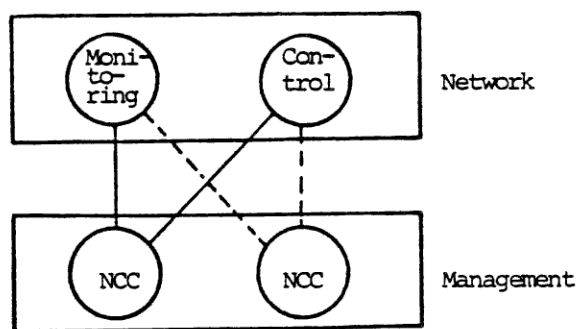 Moni-
to-
ring
Con-
trol
Network
NCC
NCC
Management